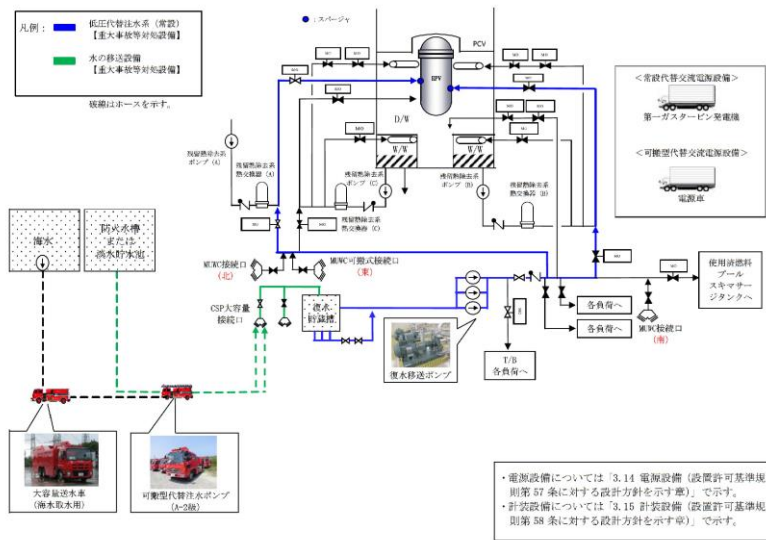 凡例：
低圧代替注水系（常設）
【重大事故等対処設備】
水の移送設備
【重大事故等対処設備】
破線はホースを示す。
：スパージャ
PCV
RPV
D/W
W/W
W/W
残留熱除去系
ポンプ (A)
残留熱除去系
熱交換器 (A)
残留熱除去系
ポンプ (C)
残留熱除去系
熱交換器 (C)
残留熱除去系
ポンプ (B)
残留熱除去系
熱交換器 (B)
＜常設代替交流電源設備＞
第一ガスタービン発電機
＜可搬型代替交流電源設備＞
電源車
海水
防火水槽
または
淡水貯水池
MUWC接続口
(北)
MUWC可搬式接続口
(東)
CSP大容量
接続口
復水
貯蔵槽
復水移送ポンプ
T/B
各負荷へ
各負荷へ
各負荷へ
MUWC接続口
(南)
使用済燃料
プール
スキマサー
ジタンクへ
大容量送水車
(海水取水用)
可搬型代替注水ポンプ
(A-2級)
・電源設備については「3.14 電源設備（設置許可基準規
則第 57 条に対する設計方針を示す章)」で示す。
・計装設備については「3.15 計装設備（設置許可基準規
則第 58 条に対する設計方針を示す章)」で示す。